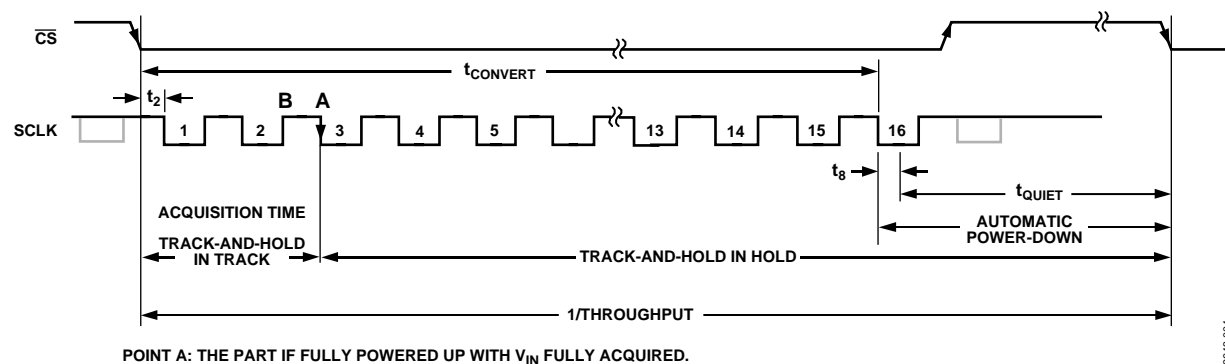 CS
tCONVERT
t2
B A
SCLK
1 2 3 4 5 13 14 15 16
t8
tQUIET
ACQUISITION TIME
AUTOMATIC
POWER-DOWN
TRACK-AND-HOLD
IN TRACK
TRACK-AND-HOLD IN HOLD
1/THROUGHPUT
POINT A: THE PART IF FULLY POWERED UP WITH VIN FULLY ACQUIRED.